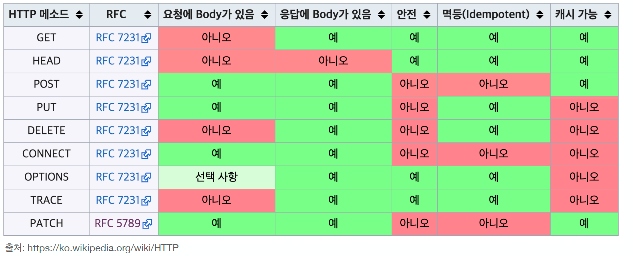 HTTP 메소드 RFC 요청에 Body가 있음 응답에 Body가 있음 안전 멱등(Idempotent) 캐시 가능
GET RFC 7231 아니오 예 예 예 예
HEAD RFC 7231 아니오 아니오 예 예 예
POST RFC 7231 예 예 아니오 아니오 예
PUT RFC 7231 예 예 아니오 예 아니오
DELETE RFC 7231 아니오 예 아니오 예 아니오
CONNECT RFC 7231 예 예 아니오 아니오 아니오
OPTIONS RFC 7231 선택 사항 예 예 예 아니오
TRACE RFC 7231 아니오 예 예 예 아니오
PATCH RFC 5789 예 예 아니오 아니오 예
출처: https://ko.wikipedia.org/wiki/HTTP